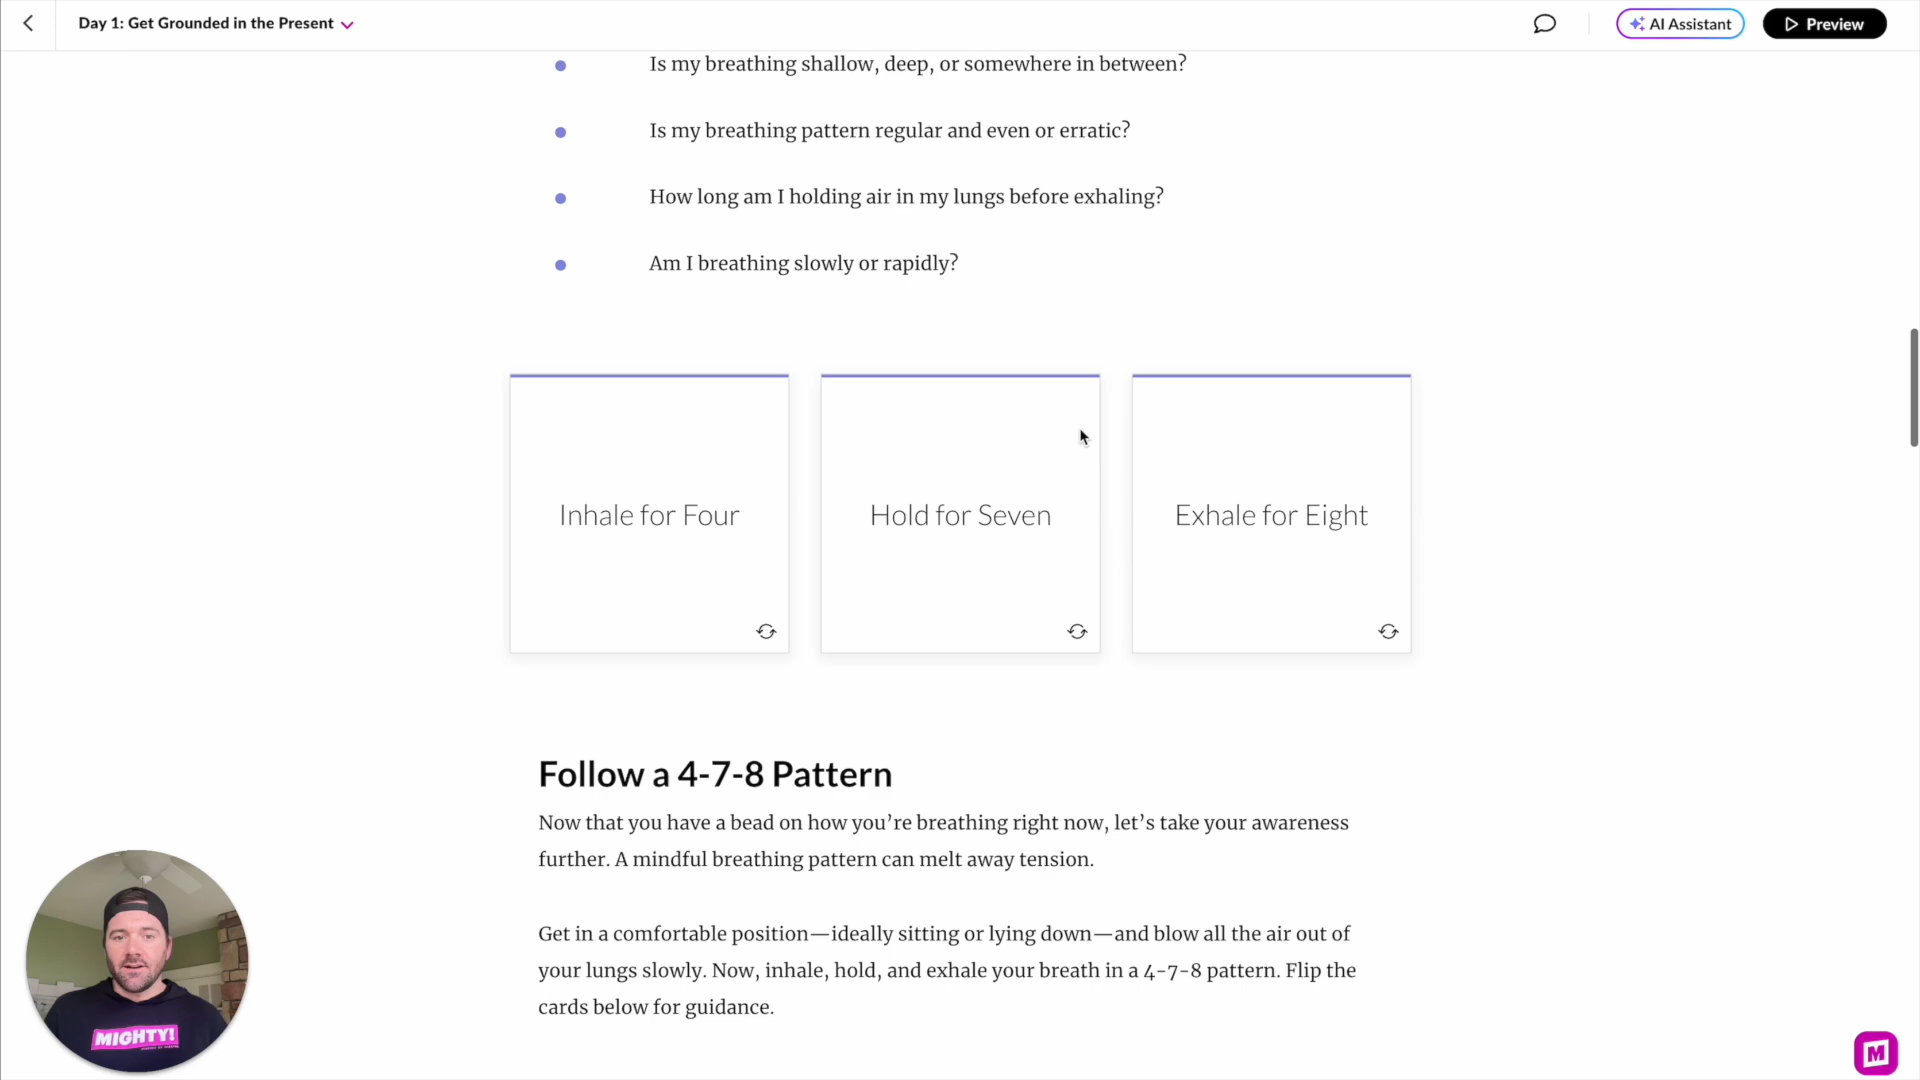 Day 1: Get Grounded in the Present
AI Assistant
Preview
Is my breathing shallow, deep, or somewhere in between?
Is my breathing pattern regular and even or erratic?
How long am I holding air in my lungs before exhaling?
Am I breathing slowly or rapidly?
Inhale for Four
Hold for Seven
Exhale for Eight
Follow a 4-7-8 Pattern
Now that you have a bead on how you’re breathing right now, let’s take your awareness
further. A mindful breathing pattern can melt away tension.
Get in a comfortable position—ideally sitting or lying down—and blow all the air out of
your lungs slowly. Now, inhale, hold, and exhale your breath in a 4-7-8 pattern. Flip the
cards below for guidance.
MIGHTY!
M